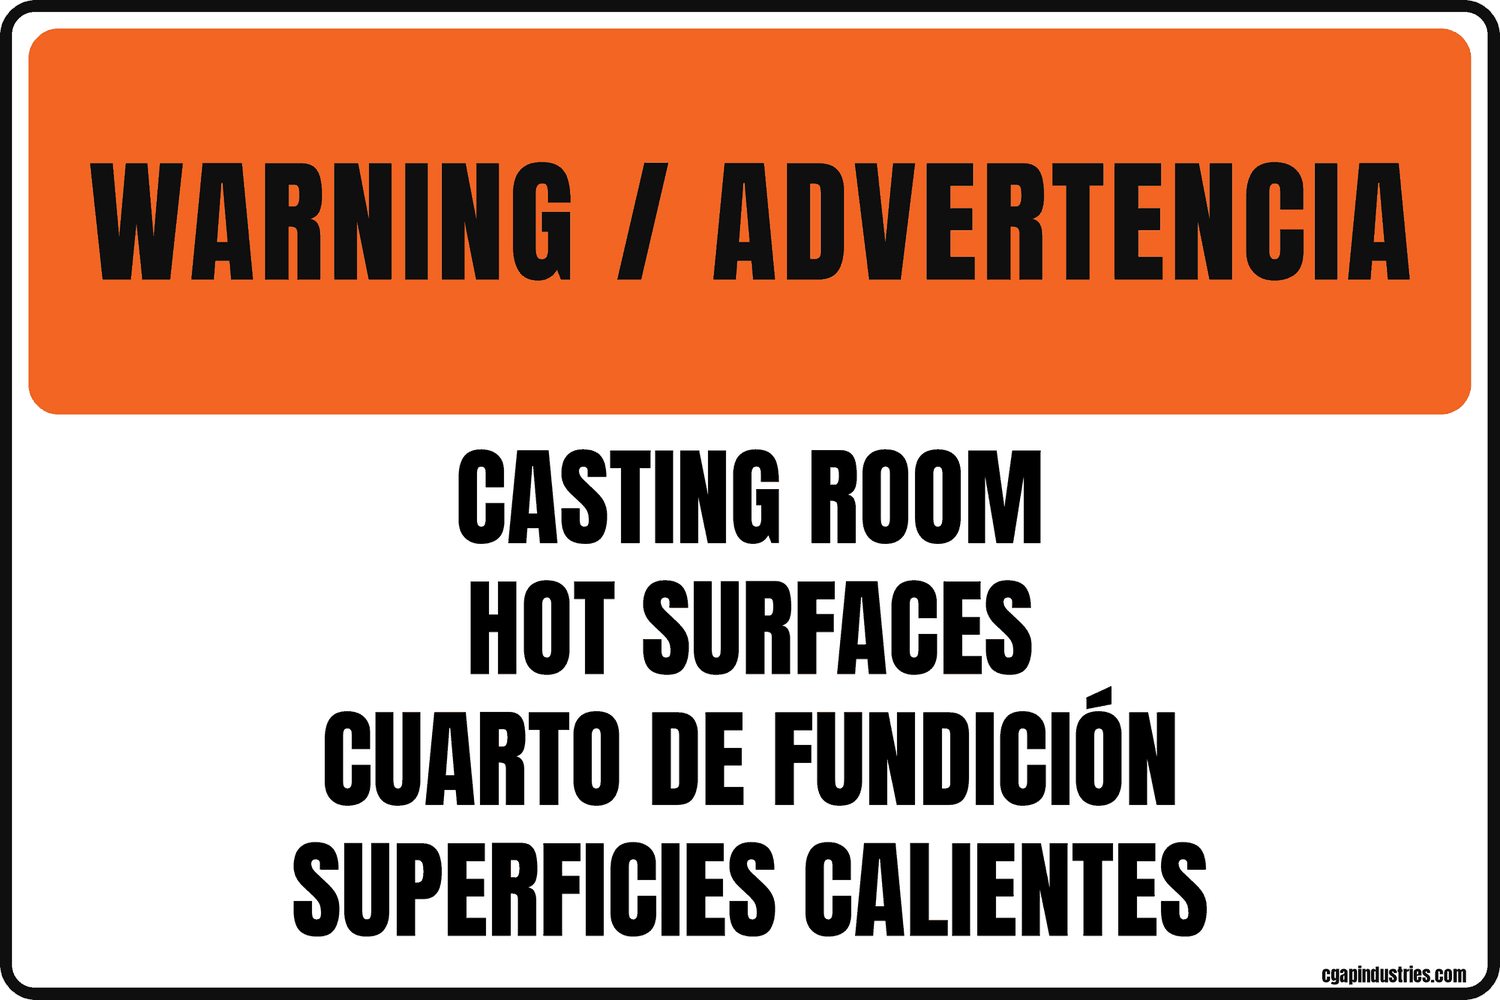 WARNING / ADVERTENCIA
CASTING ROOM
HOT SURFACES
CUARTO DE FUNDICIÓN
SUPERFICIES CALIENTES
cgapindustries.com